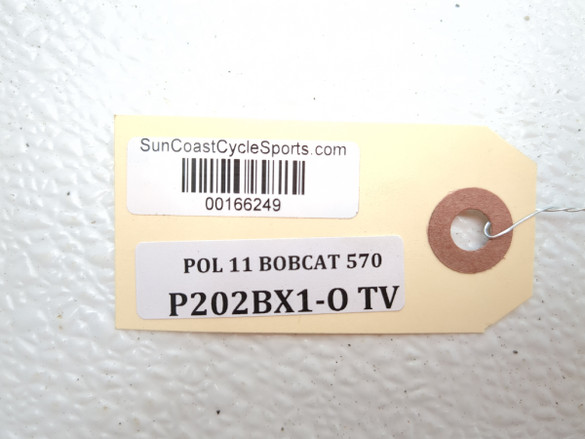 SunCoastCycleSports.com
00166249
POL 11 BOBCAT 570
P202BX1-O TV